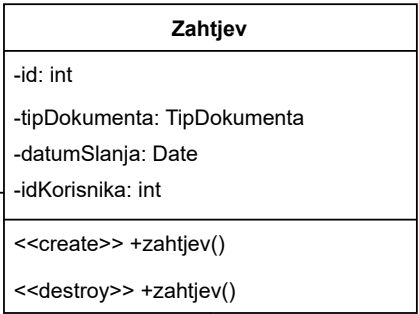 Zahtjev
-id: int
-tipDokumenta: TipDokumenta
-datumSlanja: Date
-idKorisnika: int
<<create>> +zahtjev()
<<destroy>> +zahtjev()